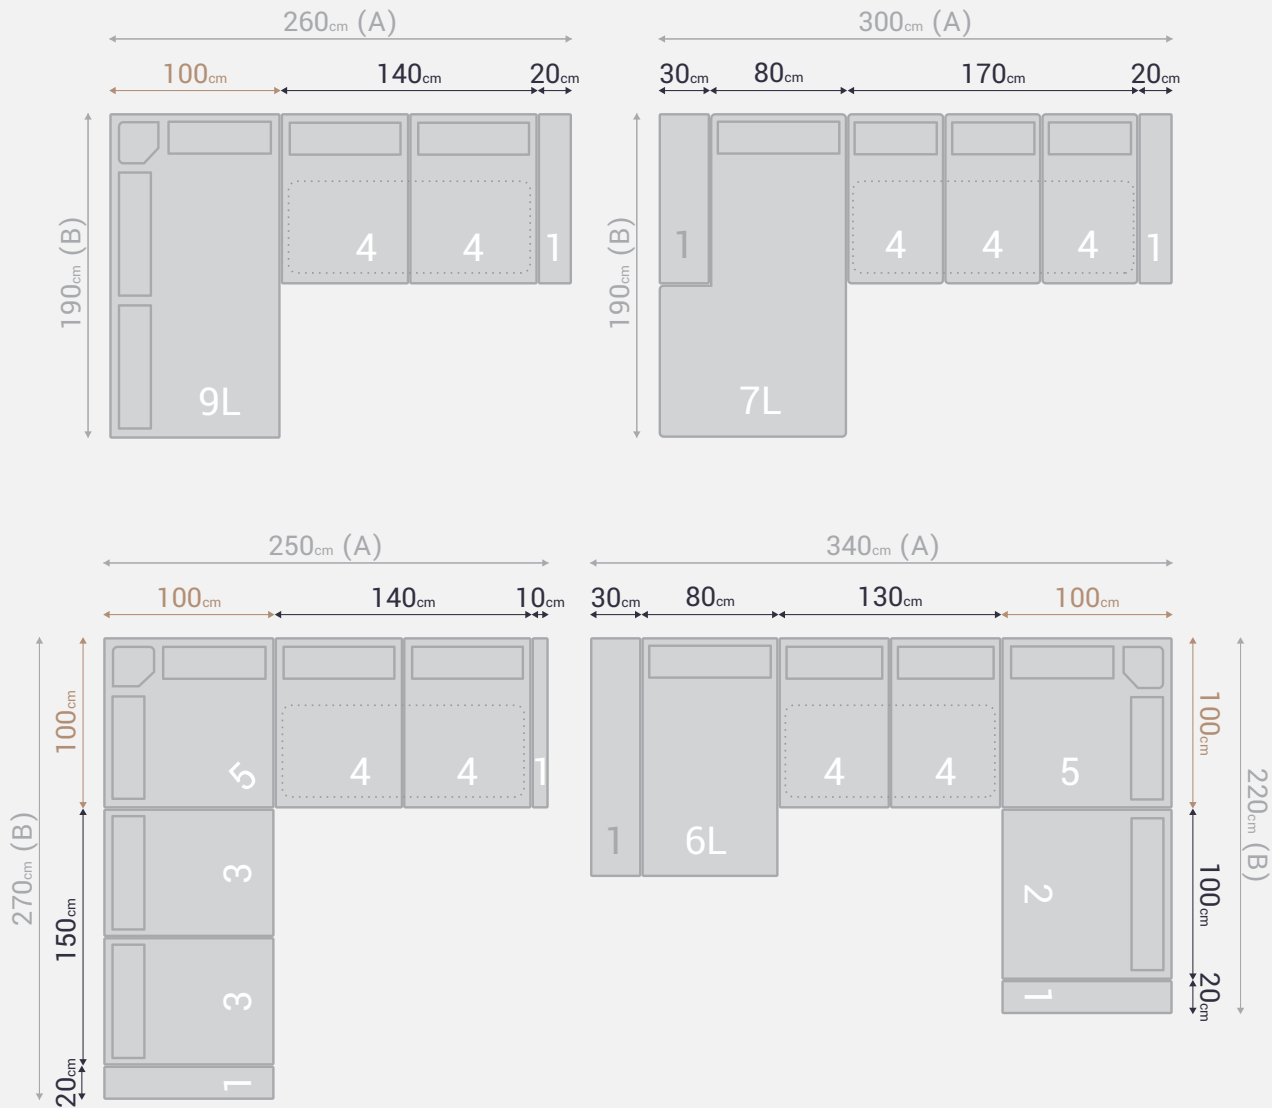 260cm (A)
100cm 140cm 20cm
190cm (B)
4 4 1
9L
300cm (A)
30cm 80cm 170cm 20cm
190cm (B)
1 4 4 4 1
7L
250cm (A)
100cm 140cm 10cm
100cm
5 4 4 1
270cm (B)
150cm
3
3
20cm
1
340cm (A)
30cm 80cm 130cm 100cm
100cm
4 4 5
1 6L
220cm (B)
2
100cm
1
20cm